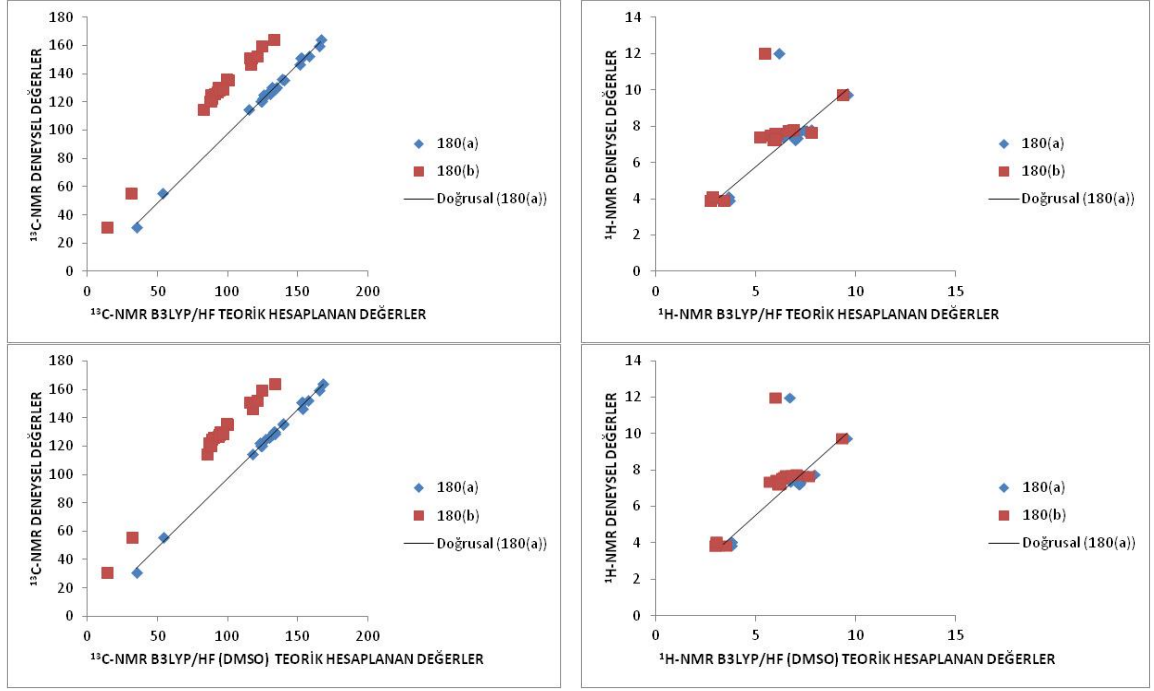 180
160
140
120
100
80
60
40
20
0
0 50 100 150 200
¹³C-NMR DENEYSEL DEĞERLER
¹³C-NMR B3LYP/HF TEORİK HESAPLANAN DEĞERLER
180(a)
180(b)
Doğrusal (180(a))
14
12
10
8
6
4
2
0
0 5 10 15
¹H-NMR DENEYSEL DEĞERLER
¹H-NMR B3LYP/HF TEORİK HESAPLANAN DEĞERLER
180(a)
180(b)
Doğrusal (180(a))
180
160
140
120
100
80
60
40
20
0
0 50 100 150 200
¹³C-NMR DENEYSEL DEĞERLER
¹³C-NMR B3LYP/HF (DMSO) TEORİK HESAPLANAN DEĞERLER
180(a)
180(b)
Doğrusal (180(a))
14
12
10
8
6
4
2
0
0 5 10 15
¹H-NMR DENEYSEL DEĞERLER
¹H-NMR B3LYP/HF (DMSO) TEORİK HESAPLANAN DEĞERLER
180(a)
180(b)
Doğrusal (180(a))